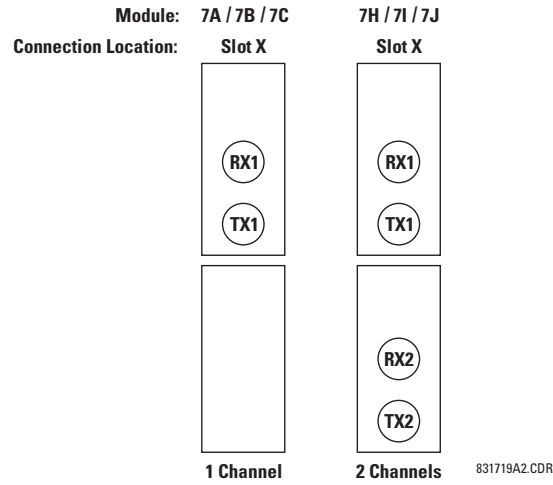 Module: 7A / 7B / 7C 7H / 7I / 7J
Connection Location: Slot X Slot X
RX1 RX1
TX1 TX1
RX2
TX2
1 Channel 2 Channels 831719A2.CDR